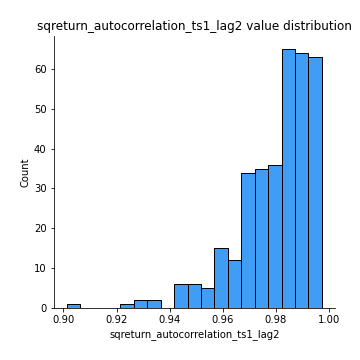 sqreturn_autocorrelation_ts1_lag2 value distribution
60
50
40
30
20
10
0
Count
0.90 0.92 0.94 0.96 0.98 1.00
sqreturn_autocorrelation_ts1_lag2